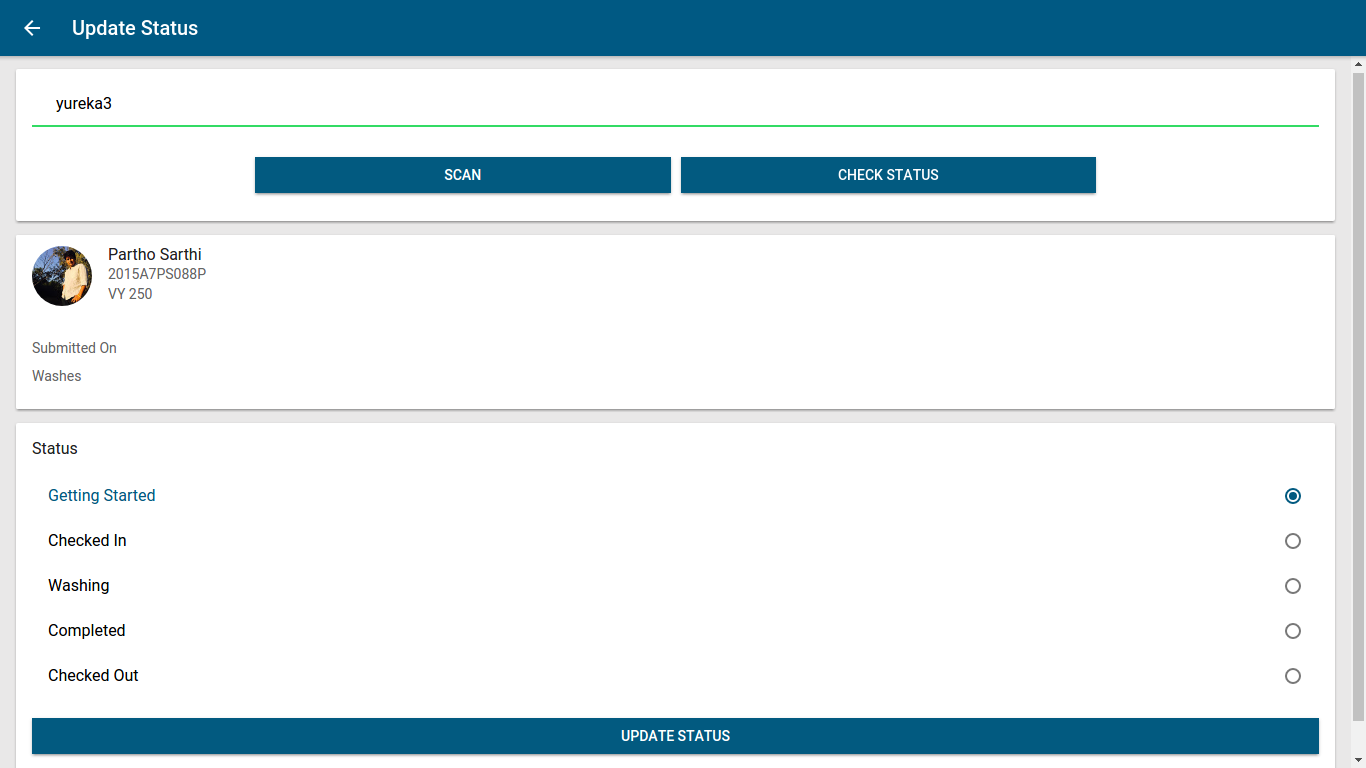 Update Status
yureka3
SCAN
CHECK STATUS
Partho Sarthi
2015A7PS088P
VY 250
Submitted On
Washes
Status
Getting Started
Checked In
Washing
Completed
Checked Out
UPDATE STATUS